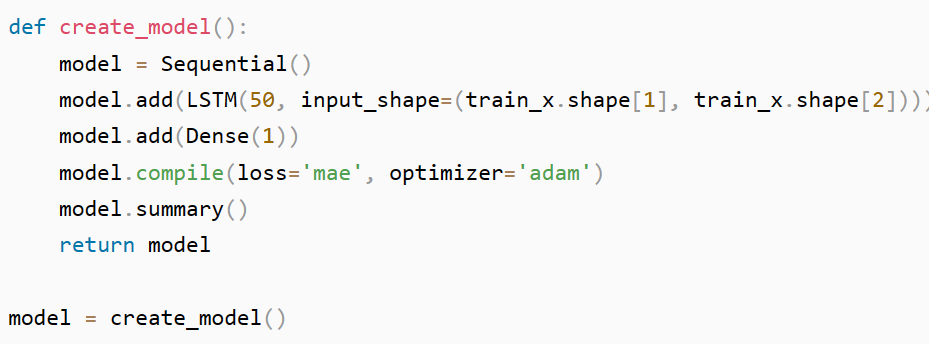 def create_model():
    model = Sequential()
    model.add(LSTM(50, input_shape=(train_x.shape[1], train_x.shape[2])))
    model.add(Dense(1))
    model.compile(loss='mae', optimizer='adam')
    model.summary()
    return model

model = create_model()